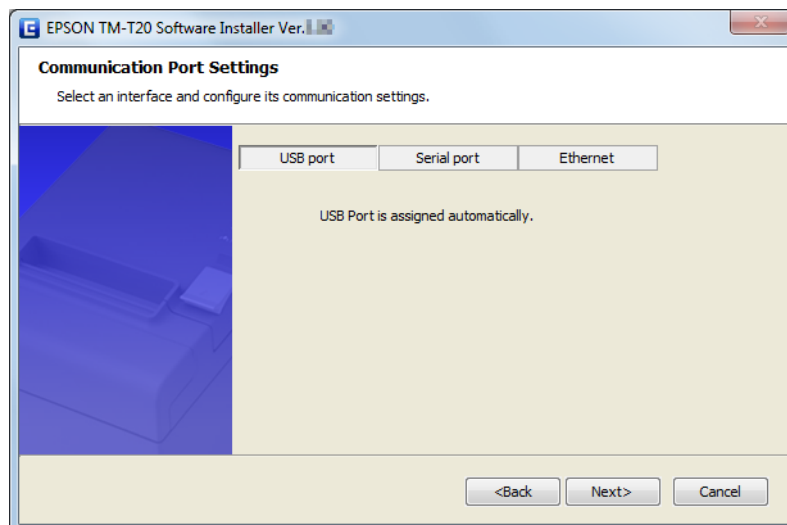 EPSON TM-T20 Software Installer Ver.
Communication Port Settings
Select an interface and configure its communication settings.
USB port Serial port Ethernet
USB Port is assigned automatically.
<Back Next> Cancel